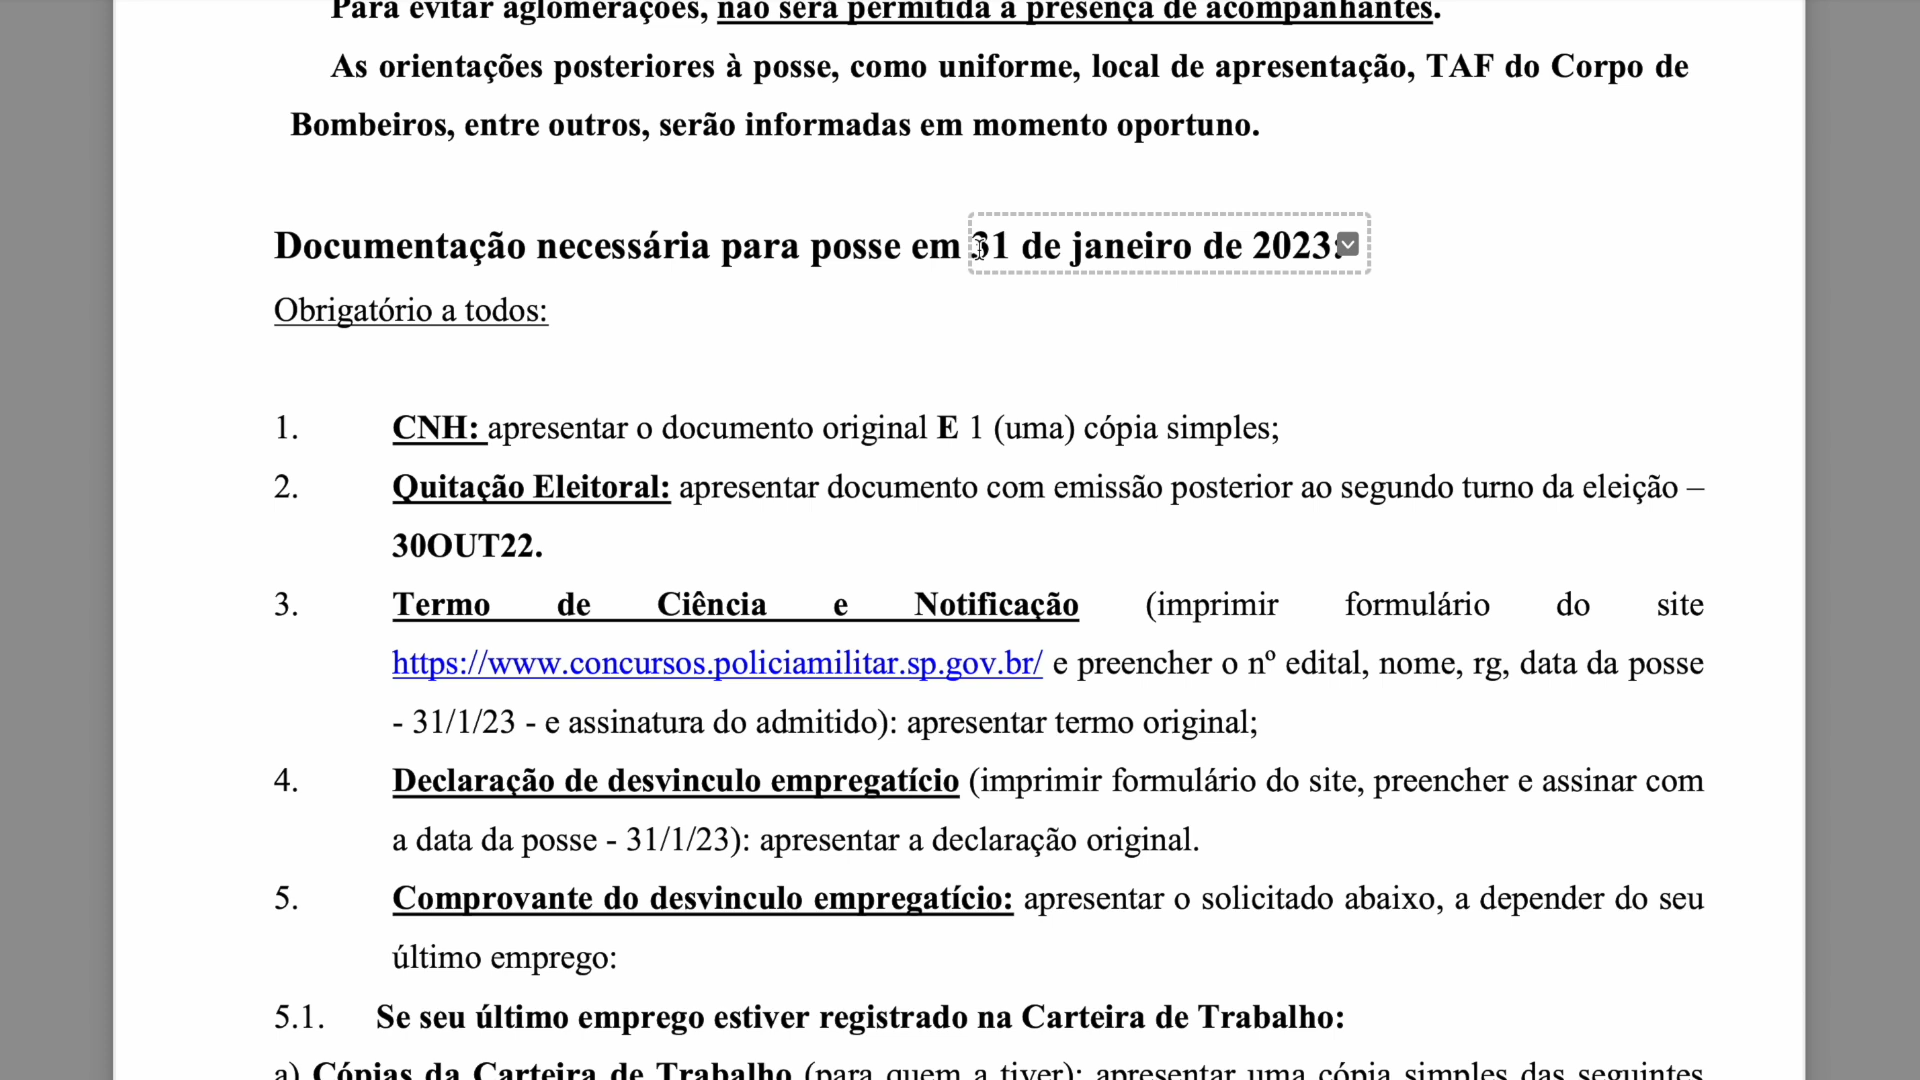 Para evitar aglomerações, não será permitida a presença de acompanhantes.
As orientações posteriores à posse, como uniforme, local de apresentação, TAF do Corpo de
Bombeiros, entre outros, serão informadas em momento oportuno.
Documentação necessária para posse em 31 de janeiro de 2023:
Obrigatório a todos:
1. CNH: apresentar o documento original E 1 (uma) cópia simples;
2. Quitação Eleitoral: apresentar documento com emissão posterior ao segundo turno da eleição –
30OUT22.
3. Termo de Ciência e Notificação (imprimir formulário do site
https://www.concursos.policiamilitar.sp.gov.br/ e preencher o nº edital, nome, rg, data da posse
- 31/1/23 - e assinatura do admitido): apresentar termo original;
4. Declaração de desvinculo empregatício (imprimir formulário do site, preencher e assinar com
a data da posse - 31/1/23): apresentar a declaração original.
5. Comprovante do desvinculo empregatício: apresentar o solicitado abaixo, a depender do seu
último emprego:
5.1. Se seu último emprego estiver registrado na Carteira de Trabalho:
a) Cópias da Carteira de Trabalho (para quem a tiver): apresentar uma cópia simples das seguintes